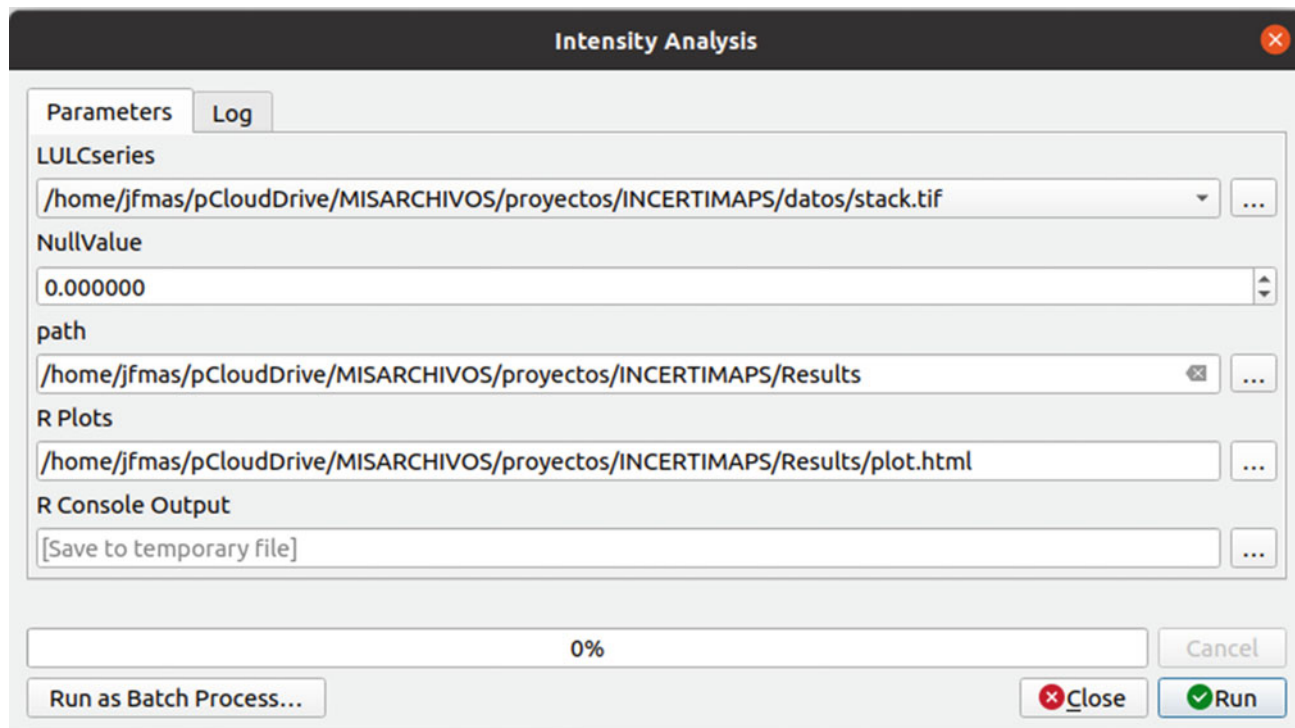 Intensity Analysis
Parameters
Log
LULCseries
/home/jfmas/pCloudDrive/MISARCHIVOS/proyectos/INCERTIMAPS/datos/stack.tif
...
NullValue
0.000000
path
/home/jfmas/pCloudDrive/MISARCHIVOS/proyectos/INCERTIMAPS/Results
...
R Plots
/home/jfmas/pCloudDrive/MISARCHIVOS/proyectos/INCERTIMAPS/Results/plot.html
...
R Console Output
[Save to temporary file]
...
0%
Cancel
Run as Batch Process...
Close
Run